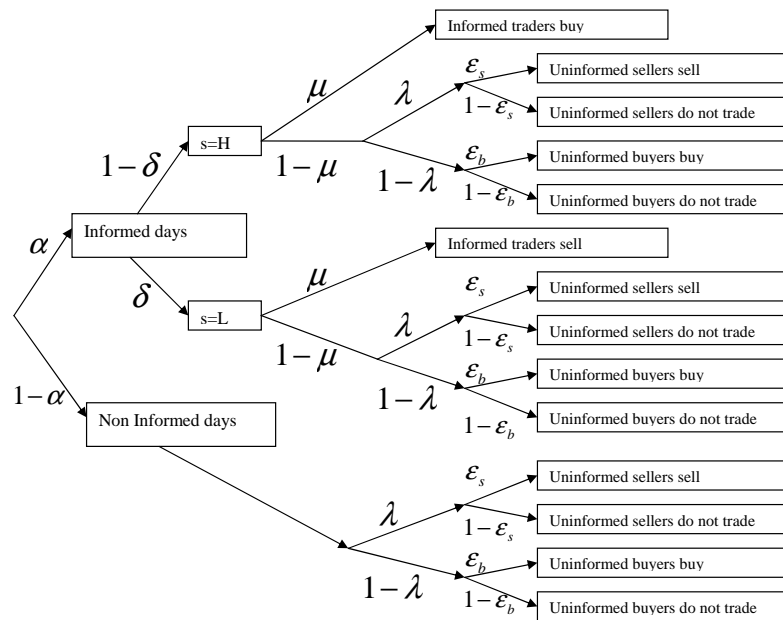 Informed traders buy
μ
ε_s
Uninformed sellers sell
λ
1−ε_s
Uninformed sellers do not trade
s=H
1−δ
1−μ
ε_b
Uninformed buyers buy
1−λ
1−ε_b
Uninformed buyers do not trade
Informed days
α
Informed traders sell
μ
δ
ε_s
Uninformed sellers sell
s=L
λ
1−ε_s
Uninformed sellers do not trade
1−μ
ε_b
Uninformed buyers buy
1−α
1−λ
Non Informed days
1−ε_b
Uninformed buyers do not trade
ε_s
Uninformed sellers sell
λ
1−ε_s
Uninformed sellers do not trade
ε_b
Uninformed buyers buy
1−λ
1−ε_b
Uninformed buyers do not trade